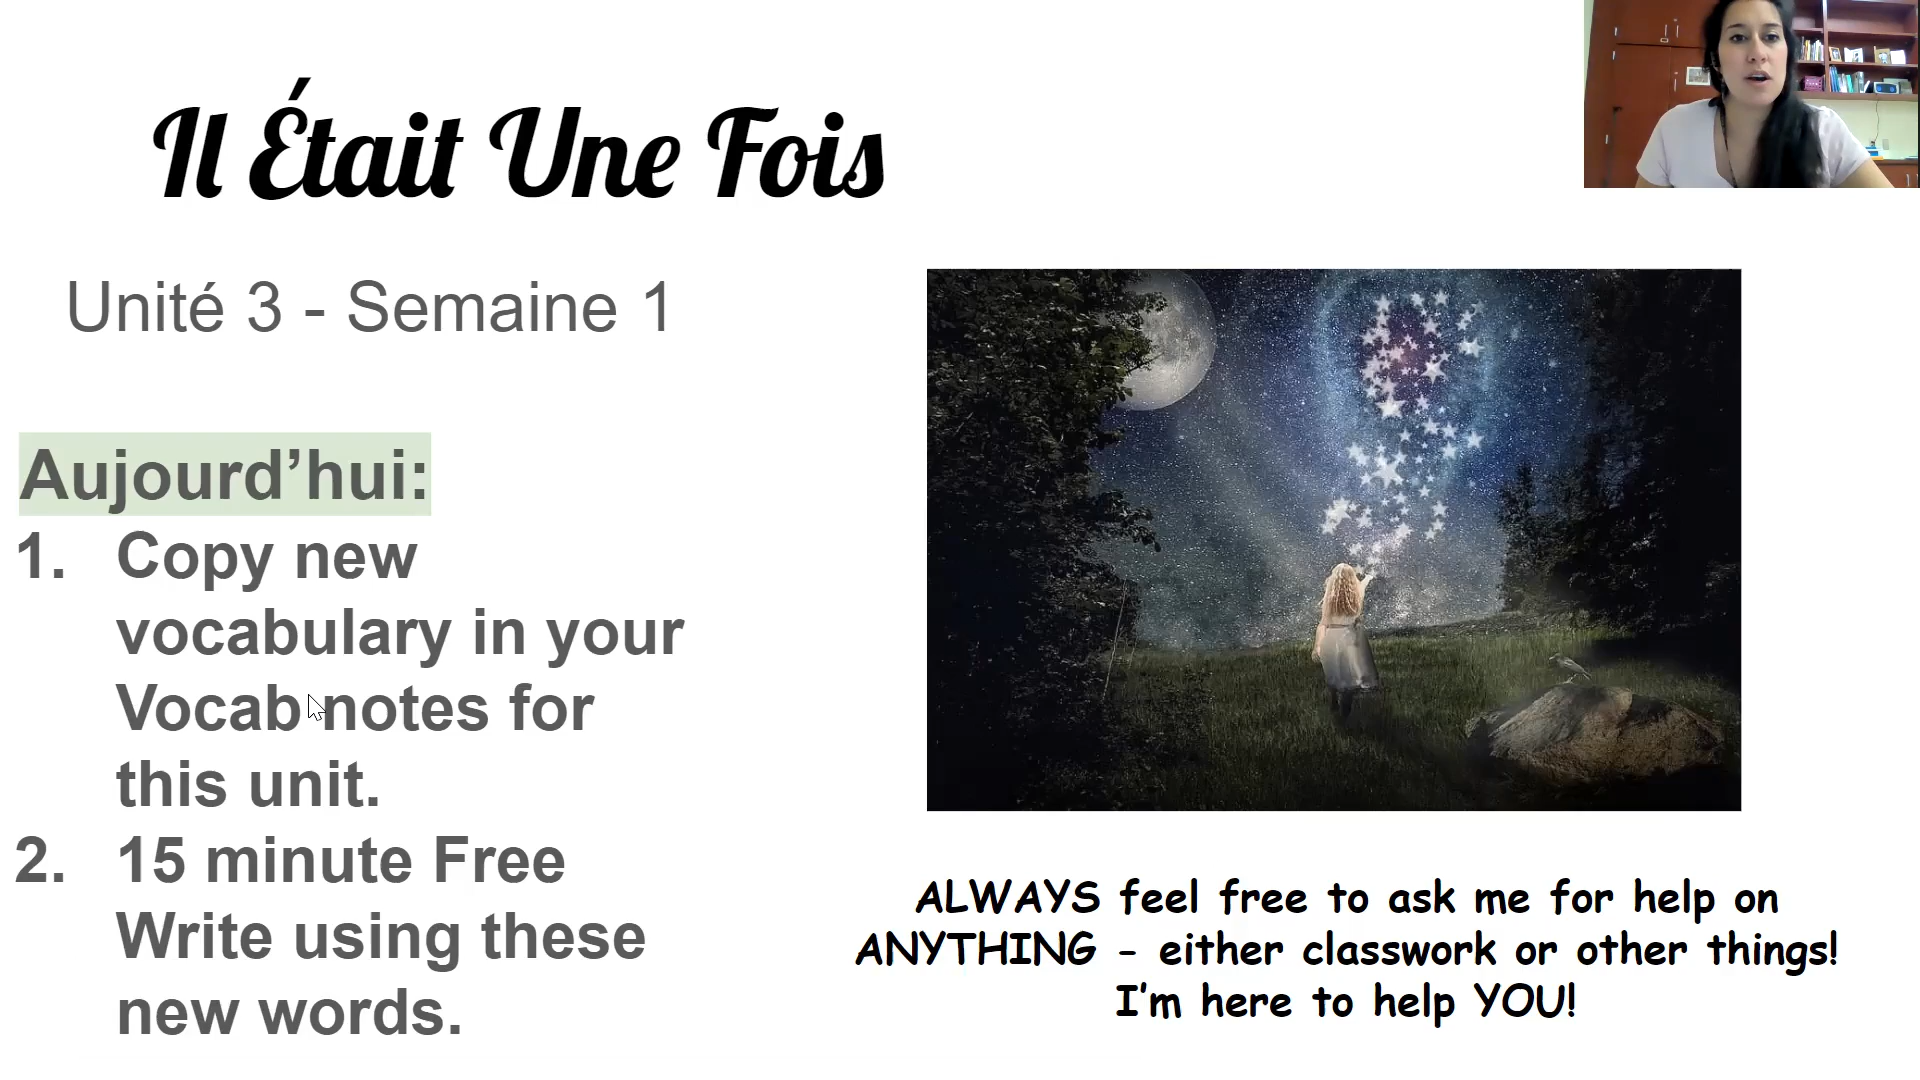 Il Était Une Fois
Unité 3 - Semaine 1
Aujourd’hui:
1. Copy new
vocabulary in your
Vocab notes for
this unit.
2. 15 minute Free
Write using these
new words.
ALWAYS feel free to ask me for help on
ANYTHING - either classwork or other things!
I’m here to help YOU!